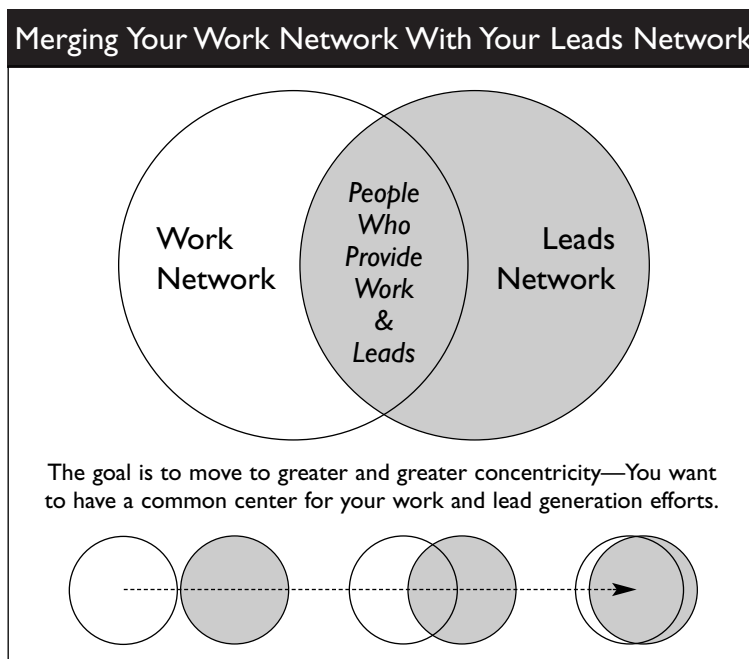 Merging Your Work Network With Your Leads Network
Work
Network
People
Who
Provide
Work
&
Leads
Leads
Network
The goal is to move to greater and greater concentricity—You want
to have a common center for your work and lead generation efforts.